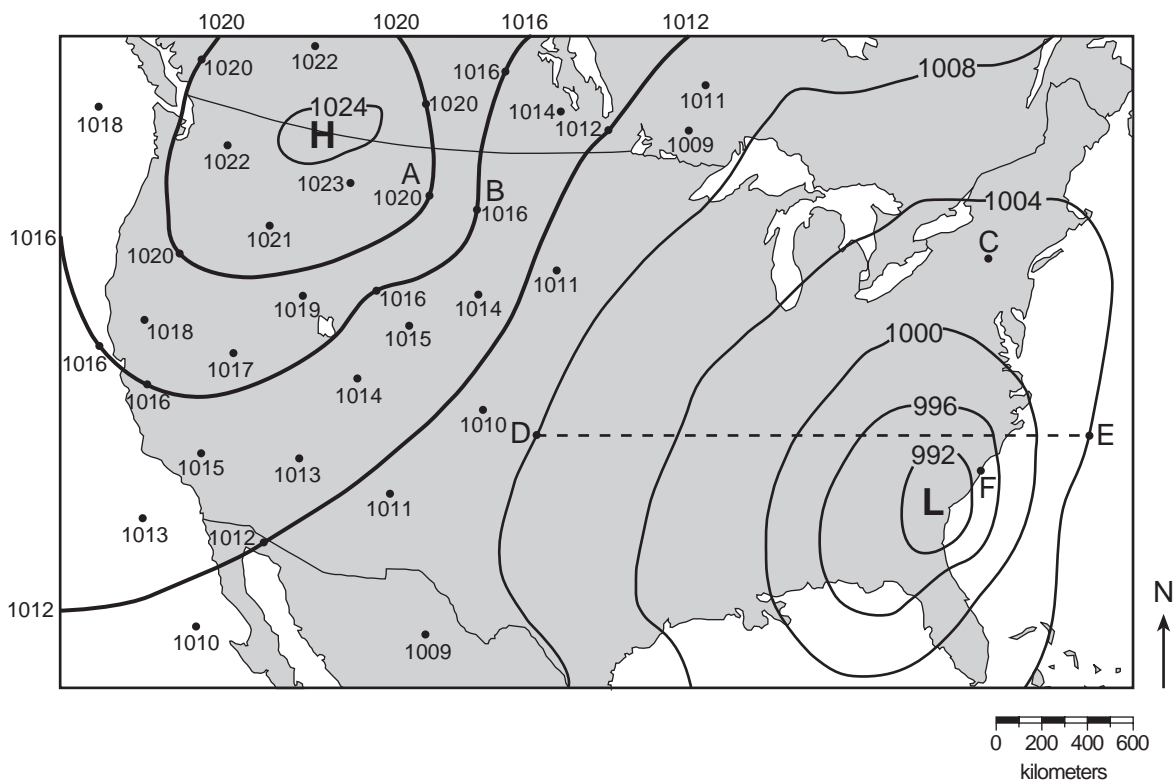 1020 1020 1016 1012
1020 1022 1016 1008
1024 1020 1014 1011
1018 H 1012 1009
1022
1023 A B
1020 1016 1004
1021
1016 1020 C
1019 1016 1014 1011
1018 1015 1000
1016 1017
1016 1014 996
1010 D E
1015 1013 992
F
1011 L
1013 1012
N
1012
1010 1009
0 200 400 600
kilometers